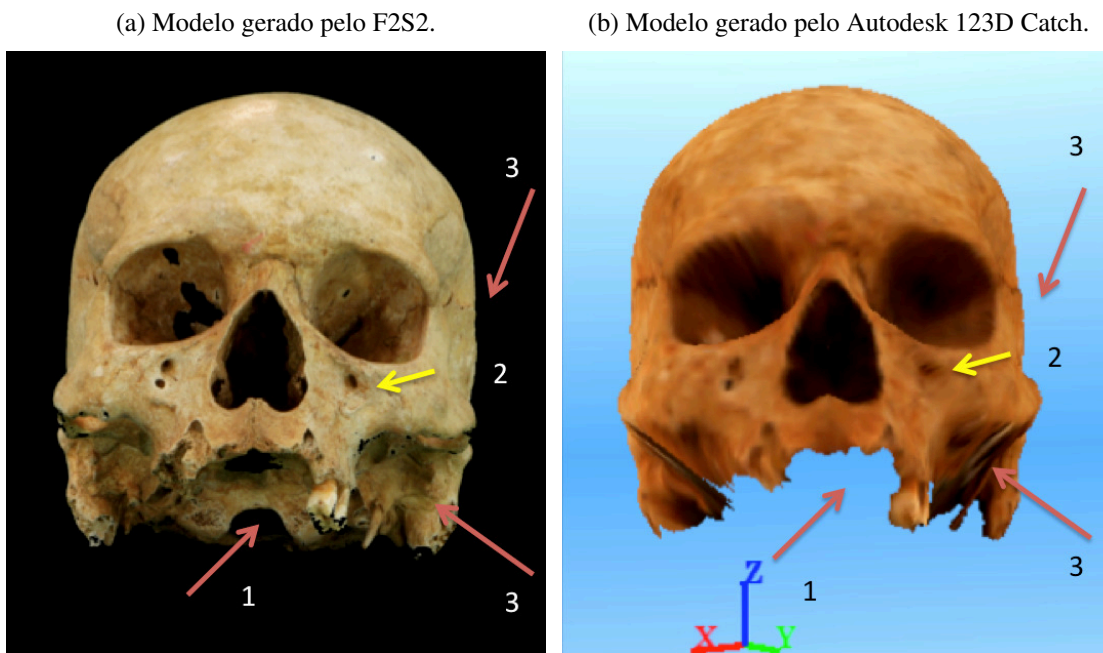 (a) Modelo gerado pelo F2S2.
(b) Modelo gerado pelo Autodesk 123D Catch.
3
2
1
3
3
2
3
1
Z
X
Y